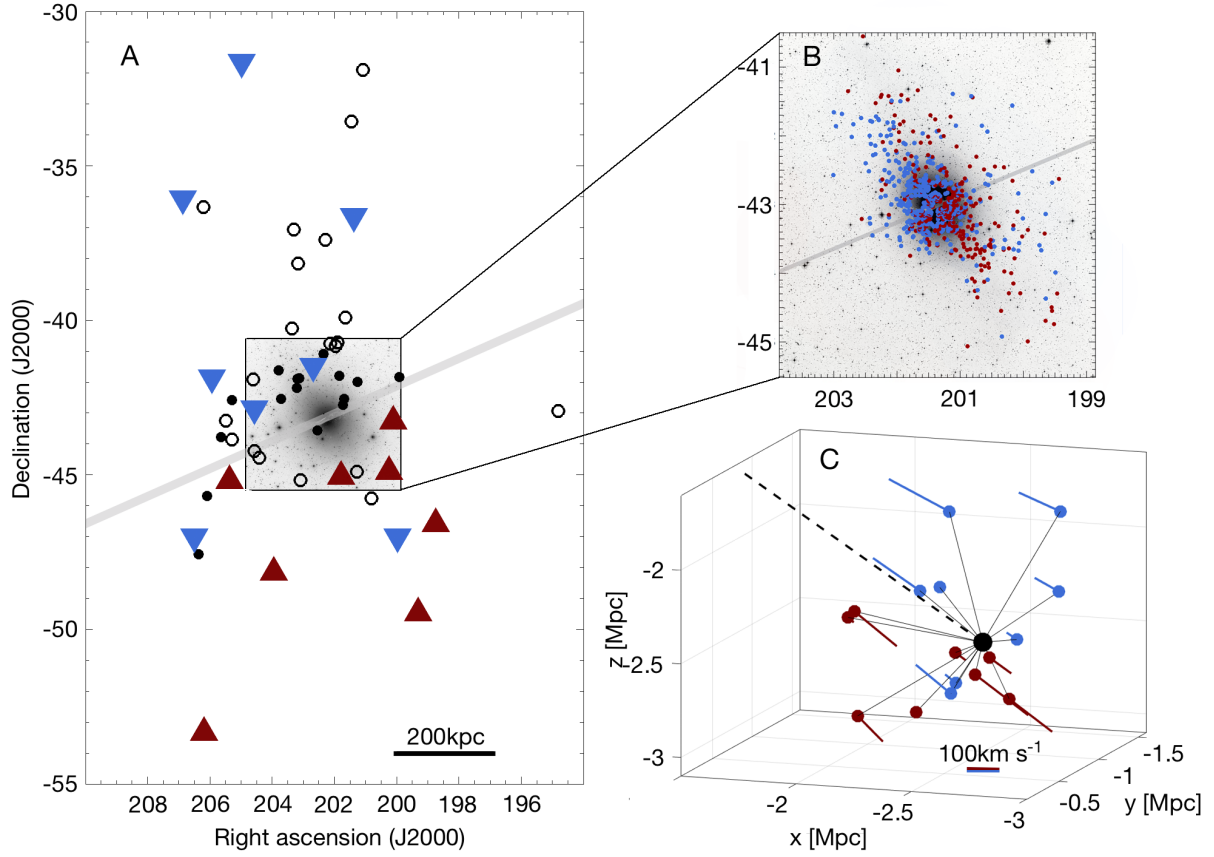 A
-30
-35
-40
-45
-50
-55
Declination (J2000)
208
206
204
202
200
198
196
Right ascension (J2000)
200kpc
B
-41
-43
-45
203
201
199
C
-2
-2.5
-3
z [Mpc]
100km s⁻¹
-2
-2.5
-3
x [Mpc]
-1.5
-1
-0.5
y [Mpc]